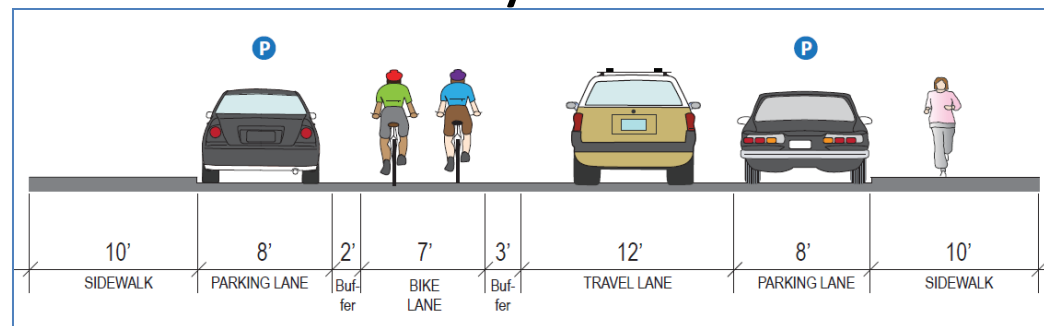 P
P
10’ 8’ 2’ 7’ 3’ 12’ 8’ 10’
SIDEWALK PARKING LANE Buf- BIKE Buf- TRAVEL LANE PARKING LANE SIDEWALK
fer LANE fer